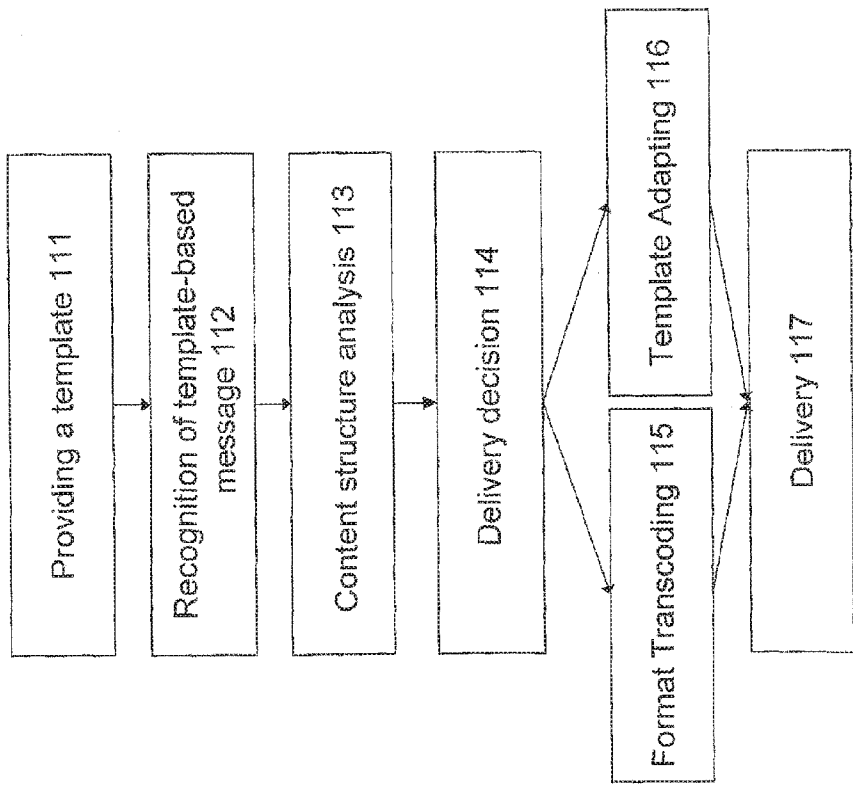 Providing a template 111
Recognition of template-based
message 112
Content structure analysis 113
Delivery decision 114
Format Transcoding 115
Template Adapting 116
Delivery 117